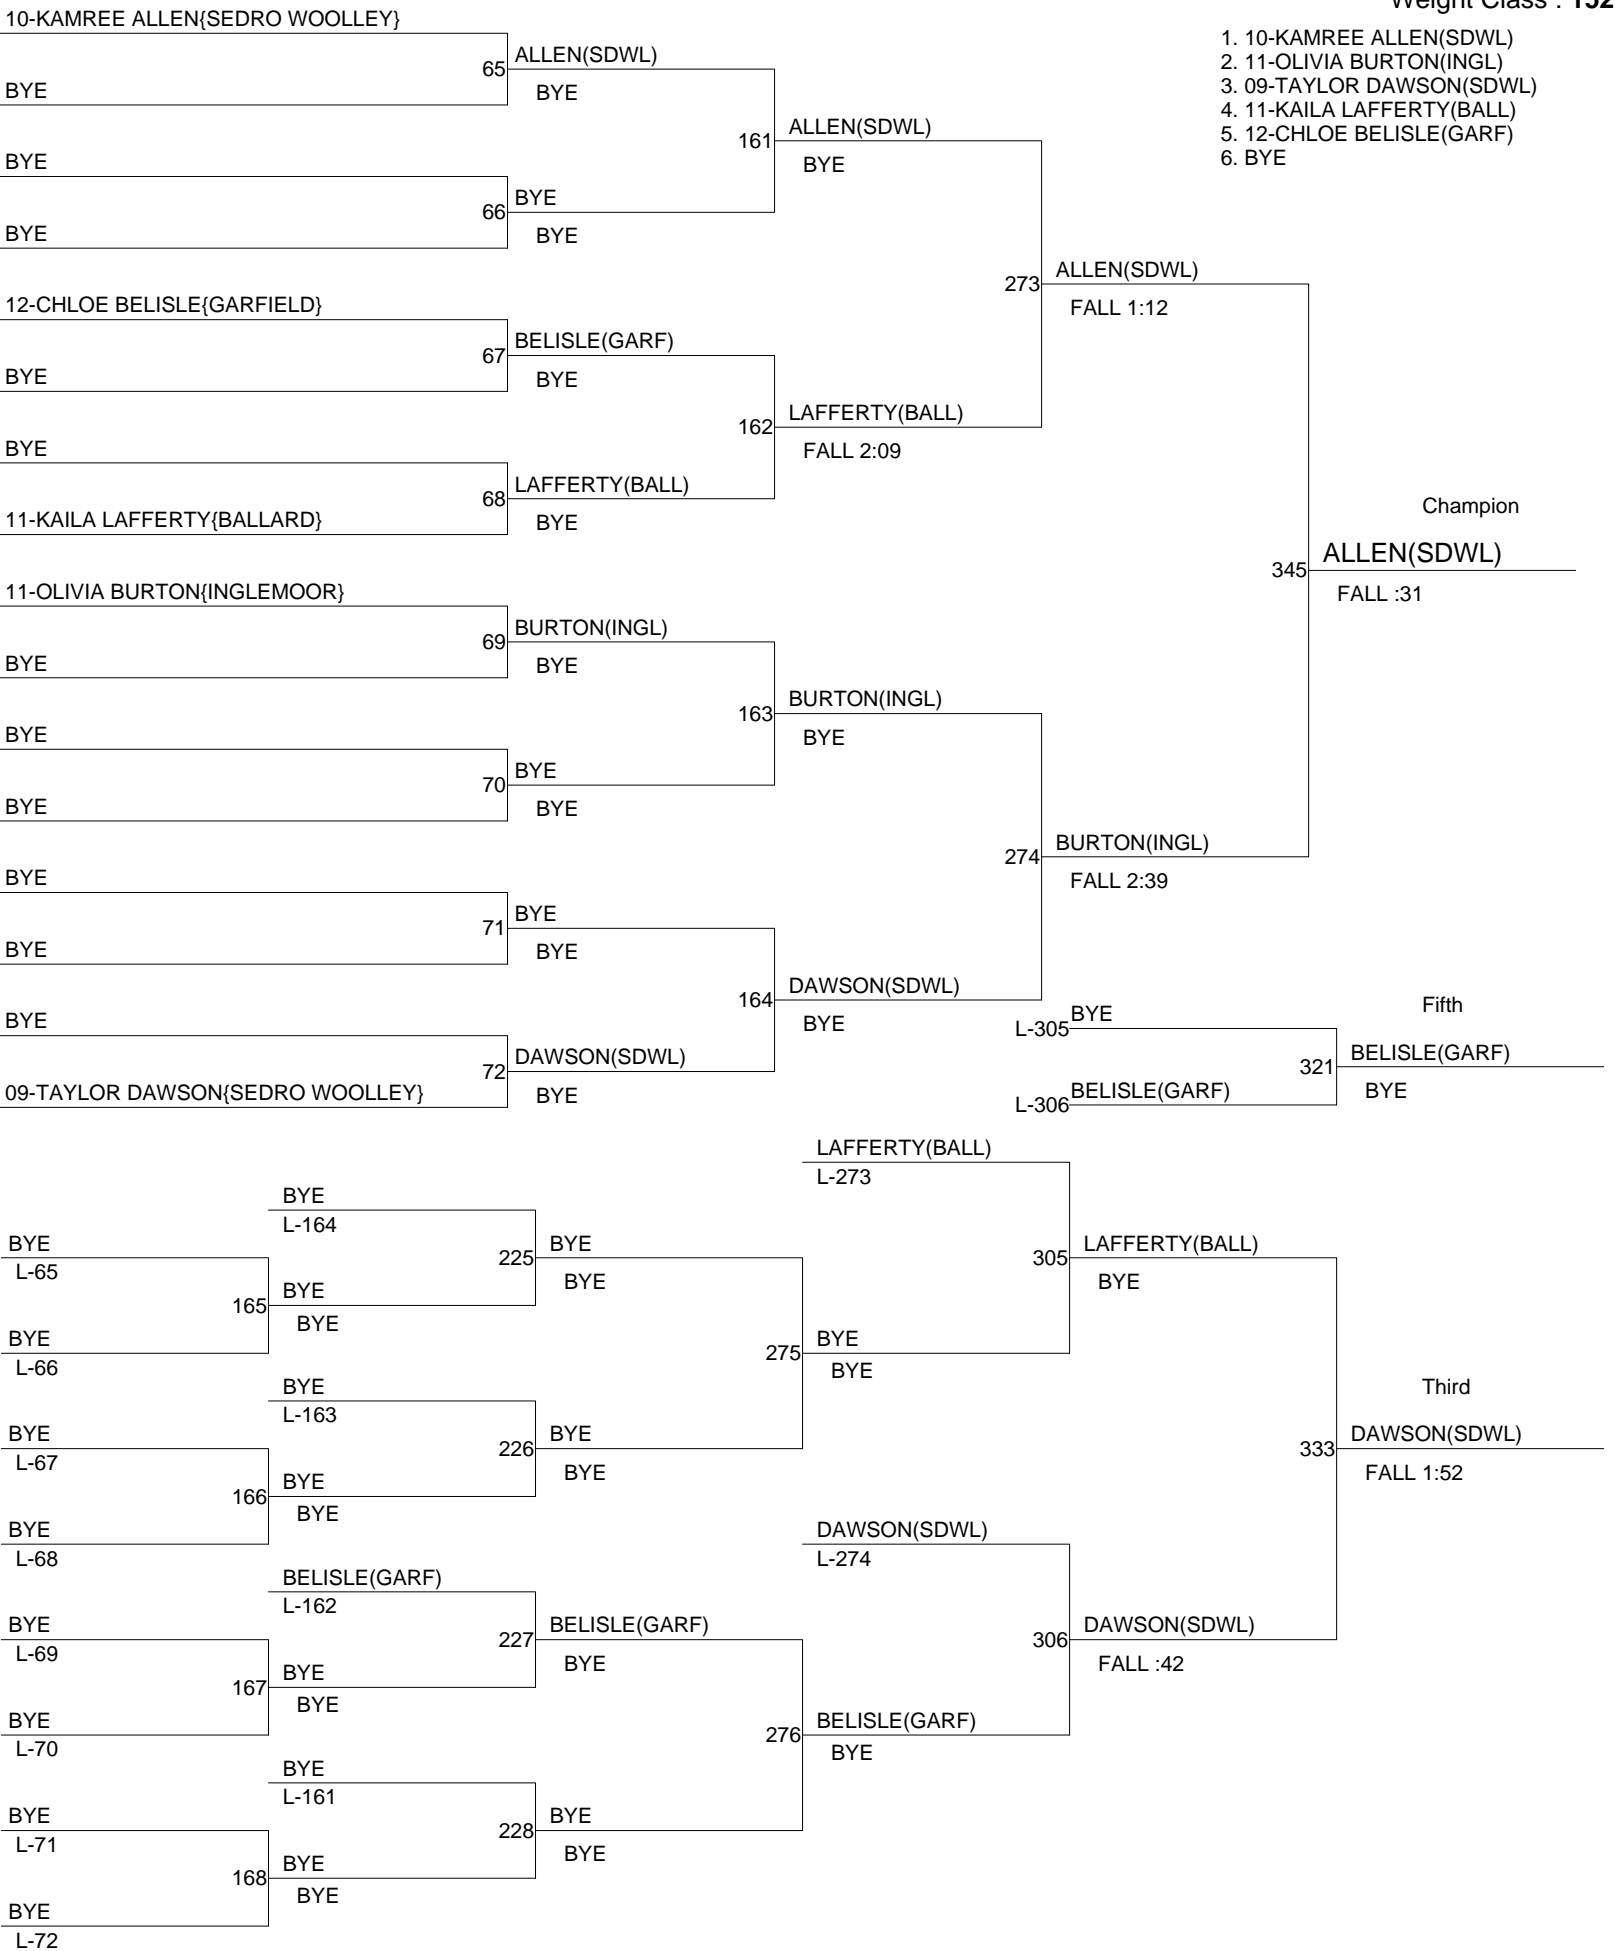 Weight Class : 152
1. 10-KAMREE ALLEN(SDWL)
2. 11-OLIVIA BURTON(INGL)
3. 09-TAYLOR DAWSON(SDWL)
4. 11-KAILA LAFFERTY(BALL)
5. 12-CHLOE BELISLE(GARF)
6. BYE
10-KAMREE ALLEN{SEDRO WOOLLEY}
BYE
BYE
BYE
12-CHLOE BELISLE{GARFIELD}
BYE
BYE
11-KAILA LAFFERTY{BALLARD}
11-OLIVIA BURTON{INGLEMOOR}
BYE
BYE
BYE
BYE
BYE
BYE
09-TAYLOR DAWSON{SEDRO WOOLLEY}
65
ALLEN(SDWL)
BYE
66
BYE
BYE
67
BELISLE(GARF)
BYE
68
LAFFERTY(BALL)
BYE
69
BURTON(INGL)
BYE
70
BYE
BYE
71
BYE
BYE
72
DAWSON(SDWL)
BYE
161
ALLEN(SDWL)
BYE
162
LAFFERTY(BALL)
FALL 2:09
163
BURTON(INGL)
BYE
164
DAWSON(SDWL)
BYE
273
ALLEN(SDWL)
FALL 1:12
274
BURTON(INGL)
FALL 2:39
Champion
345
ALLEN(SDWL)
FALL :31
L-305
BYE
L-306
BELISLE(GARF)
Fifth
321
BELISLE(GARF)
BYE
BYE
L-65
BYE
L-66
BYE
L-67
BYE
L-68
BYE
L-69
BYE
L-70
BYE
L-71
BYE
L-72
BYE
L-164
165
BYE
BYE
BYE
L-163
166
BYE
BYE
BELISLE(GARF)
L-162
167
BYE
BYE
BYE
L-161
168
BYE
BYE
225
BYE
BYE
226
BYE
BYE
227
BELISLE(GARF)
BYE
228
BYE
BYE
LAFFERTY(BALL)
L-273
275
BYE
BYE
DAWSON(SDWL)
L-274
276
BELISLE(GARF)
BYE
305
LAFFERTY(BALL)
BYE
306
DAWSON(SDWL)
FALL :42
Third
333
DAWSON(SDWL)
FALL 1:52